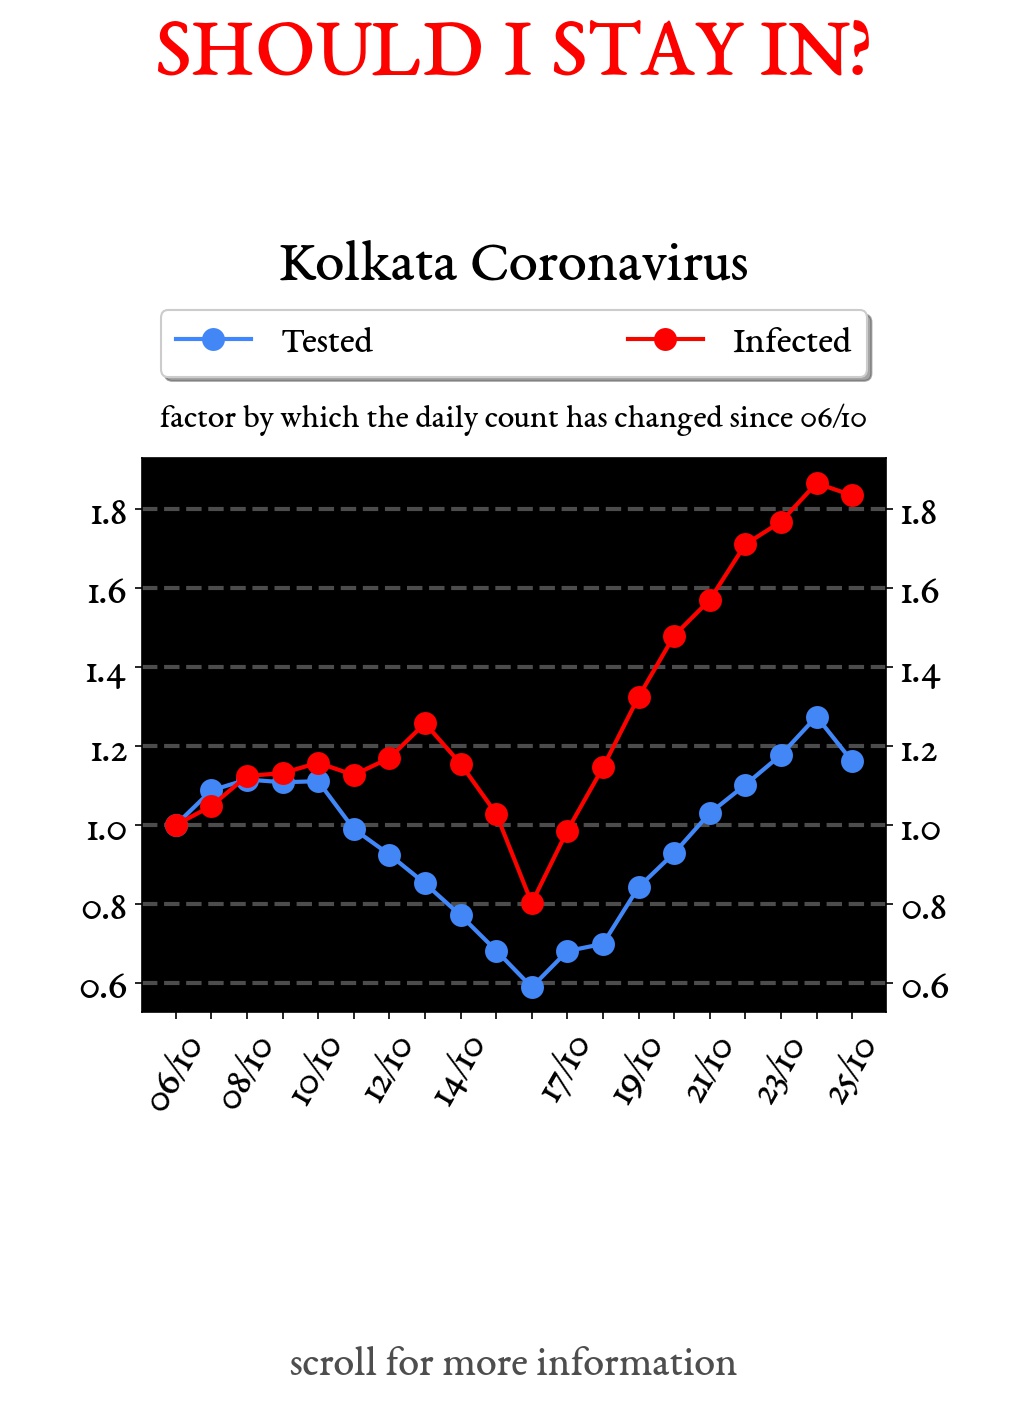 SHOULD I STAY IN?
Kolkata Coronavirus
Tested Infected
factor by which the daily count has changed since 06/10
1.8 1.8
1.6 1.6
1.4 1.4
1.2 1.2
1.0 1.0
0.8 0.8
0.6 0.6
06/10 08/10 10/10 12/10 14/10 17/10 19/10 21/10 23/10 25/10
scroll for more information